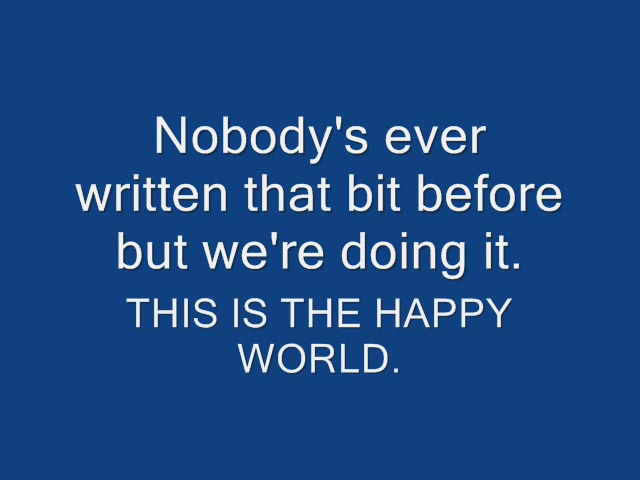 Nobody's ever
written that bit before
but we're doing it.
THIS IS THE HAPPY
WORLD.